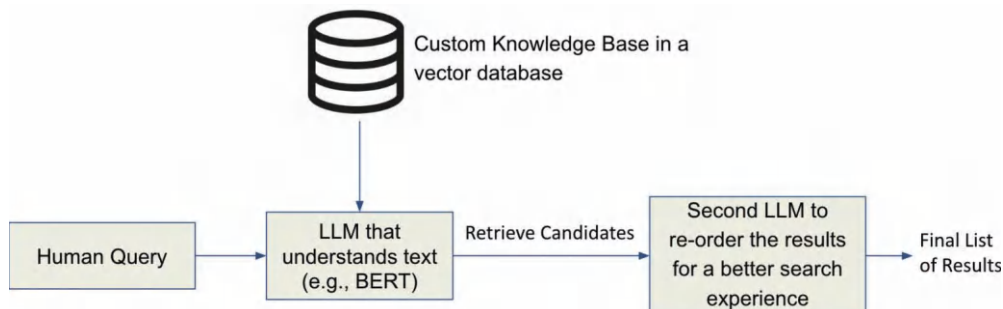 Custom Knowledge Base in a
vector database
Human Query
LLM that
understands text
(e.g., BERT)
Retrieve Candidates
Second LLM to
re-order the results
for a better search
experience
Final List
of Results